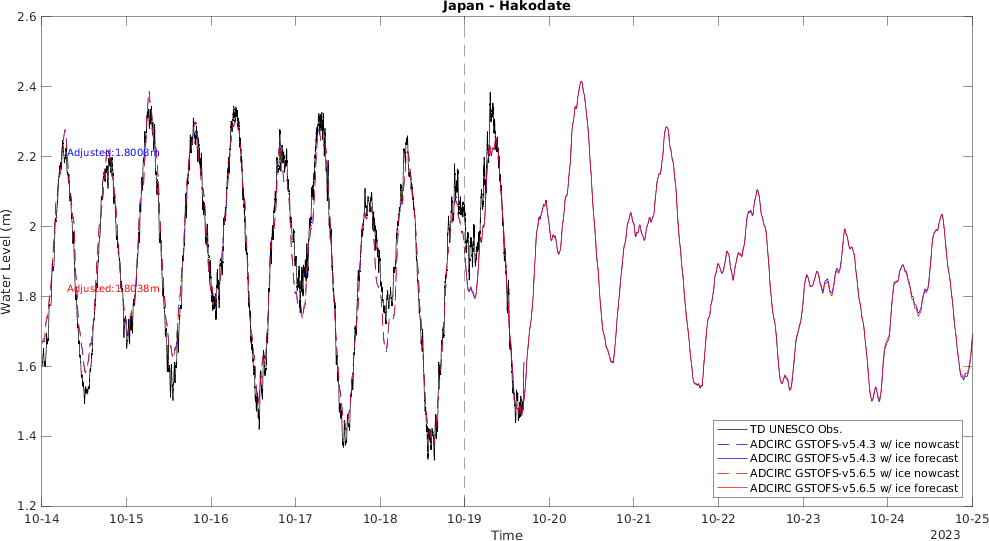 Japan - Hakodate
2.6
2.4
2.2
2
1.8
1.6
1.4
1.2
Water Level (m)
Adjusted:1.8008m
Adjusted:1.8038m
TD UNESCO Obs.
ADCIRC GSTOFS-v5.4.3 w/ ice nowcast
ADCIRC GSTOFS-v5.4.3 w/ ice forecast
ADCIRC GSTOFS-v5.6.5 w/ ice nowcast
ADCIRC GSTOFS-v5.6.5 w/ ice forecast
10-14 10-15 10-16 10-17 10-18 10-19 10-20 10-21 10-22 10-23 10-24 10-25
Time
2023